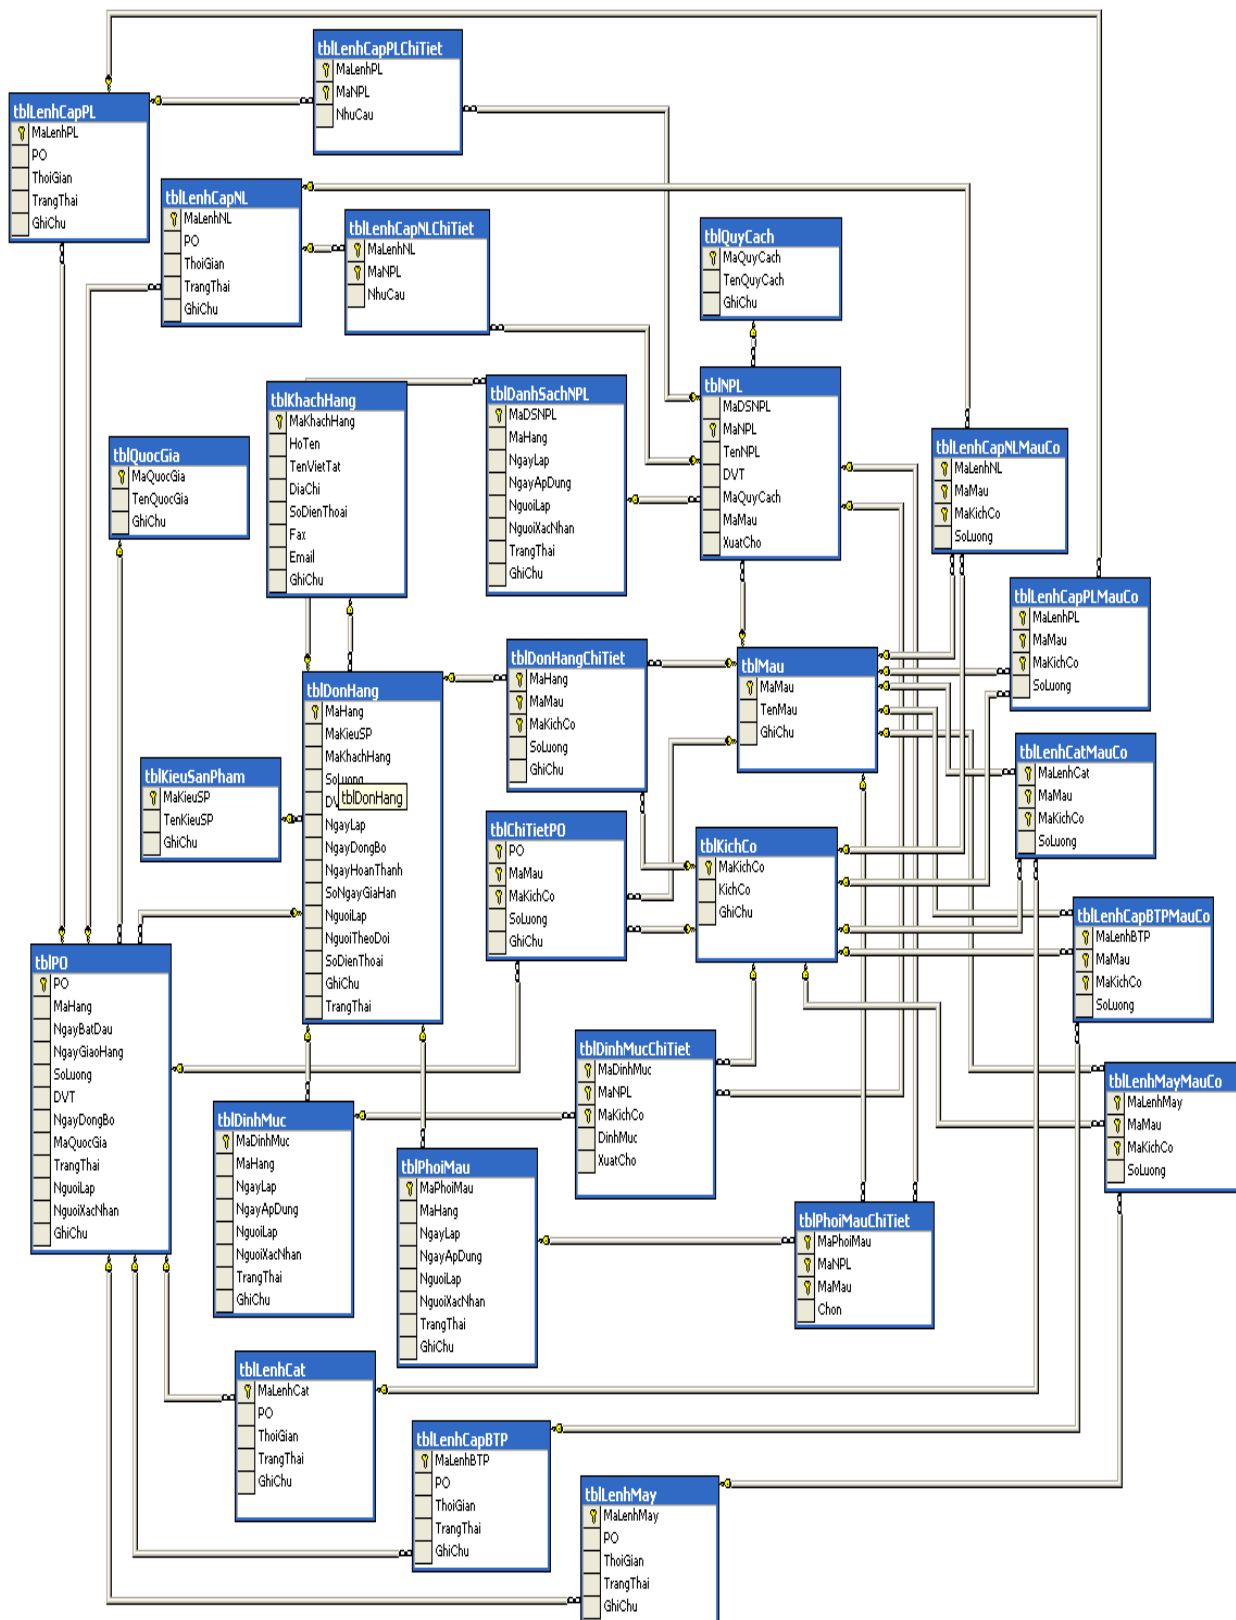 tblLenhCapPLChiTiet
MaLenhPL
MaNPL
NhuCau
tblLenhCapPL
MaLenhPL
PO
ThoiGian
TrangThai
GhiChu
tblLenhCapNL
MaLenhNL
PO
ThoiGian
TrangThai
GhiChu
tblLenhCapNLChiTiet
MaLenhNL
MaNPL
NhuCau
tblQuyCach
MaQuyCach
TenQuyCach
GhiChu
tblKhachHang
MaKhachHang
HoTen
TenVietTat
DiaChi
SoDienThoai
Fax
Email
GhiChu
tblDanhSachNPL
MaDSNPL
MaHang
NgayLap
NgayApDung
NguoiLap
NguoiXacNhan
TrangThai
GhiChu
tblNPL
MaDSNPL
MaNPL
TenNPL
DVT
MaQuyCach
MaMau
XuatCho
tblQuocGia
MaQuocGia
TenQuocGia
GhiChu
tblLenhCapNLMauCo
MaLenhNL
MaMau
MaKichCo
SoLuong
tblLenhCapPLMauCo
MaLenhPL
MaMau
MaKichCo
SoLuong
tblDonHangChiTiet
MaHang
MaMau
MaKichCo
SoLuong
GhiChu
tblMau
MaMau
TenMau
GhiChu
tblDonHang
MaHang
MaKieuSP
MaKhachHang
SoLuong
DV
tblDonHang
NgayLap
NgayDongBo
NgayHoanThanh
SoNgayGiaHan
NguoiLap
NguoiTheoDoi
SoDienThoai
GhiChu
TrangThai
tblKieuSanPham
MaKieuSP
TenKieuSP
GhiChu
tblLenhCatMauCo
MaLenhCat
MaMau
MaKichCo
SoLuong
tblChiTietPO
PO
MaMau
MaKichCo
SoLuong
GhiChu
tblKichCo
MaKichCo
KichCo
GhiChu
tblLenhCapBTPMauCo
MaLenhBTP
MaMau
MaKichCo
SoLuong
tblPO
PO
MaHang
NgayBatDau
NgayGiaoHang
SoLuong
DVT
NgayDongBo
MaQuocGia
TrangThai
NguoiLap
NguoiXacNhan
GhiChu
tblDinhMucChiTiet
MaDinhMuc
MaNPL
MaKichCo
DinhMuc
XuatCho
tblLenhMayMauCo
MaLenhMay
MaMau
MaKichCo
SoLuong
tblDinhMuc
MaDinhMuc
MaHang
NgayLap
NgayApDung
NguoiLap
NguoiXacNhan
TrangThai
GhiChu
tblPhoiMau
MaPhoiMau
MaHang
NgayLap
NgayApDung
NguoiLap
NguoiXacNhan
TrangThai
GhiChu
tblPhoiMauChiTiet
MaPhoiMau
MaNPL
MaMau
Chon
tblLenhCat
MaLenhCat
PO
ThoiGian
TrangThai
GhiChu
tblLenhCapBTP
MaLenhBTP
PO
ThoiGian
TrangThai
GhiChu
tblLenhMay
MaLenhMay
PO
ThoiGian
TrangThai
GhiChu